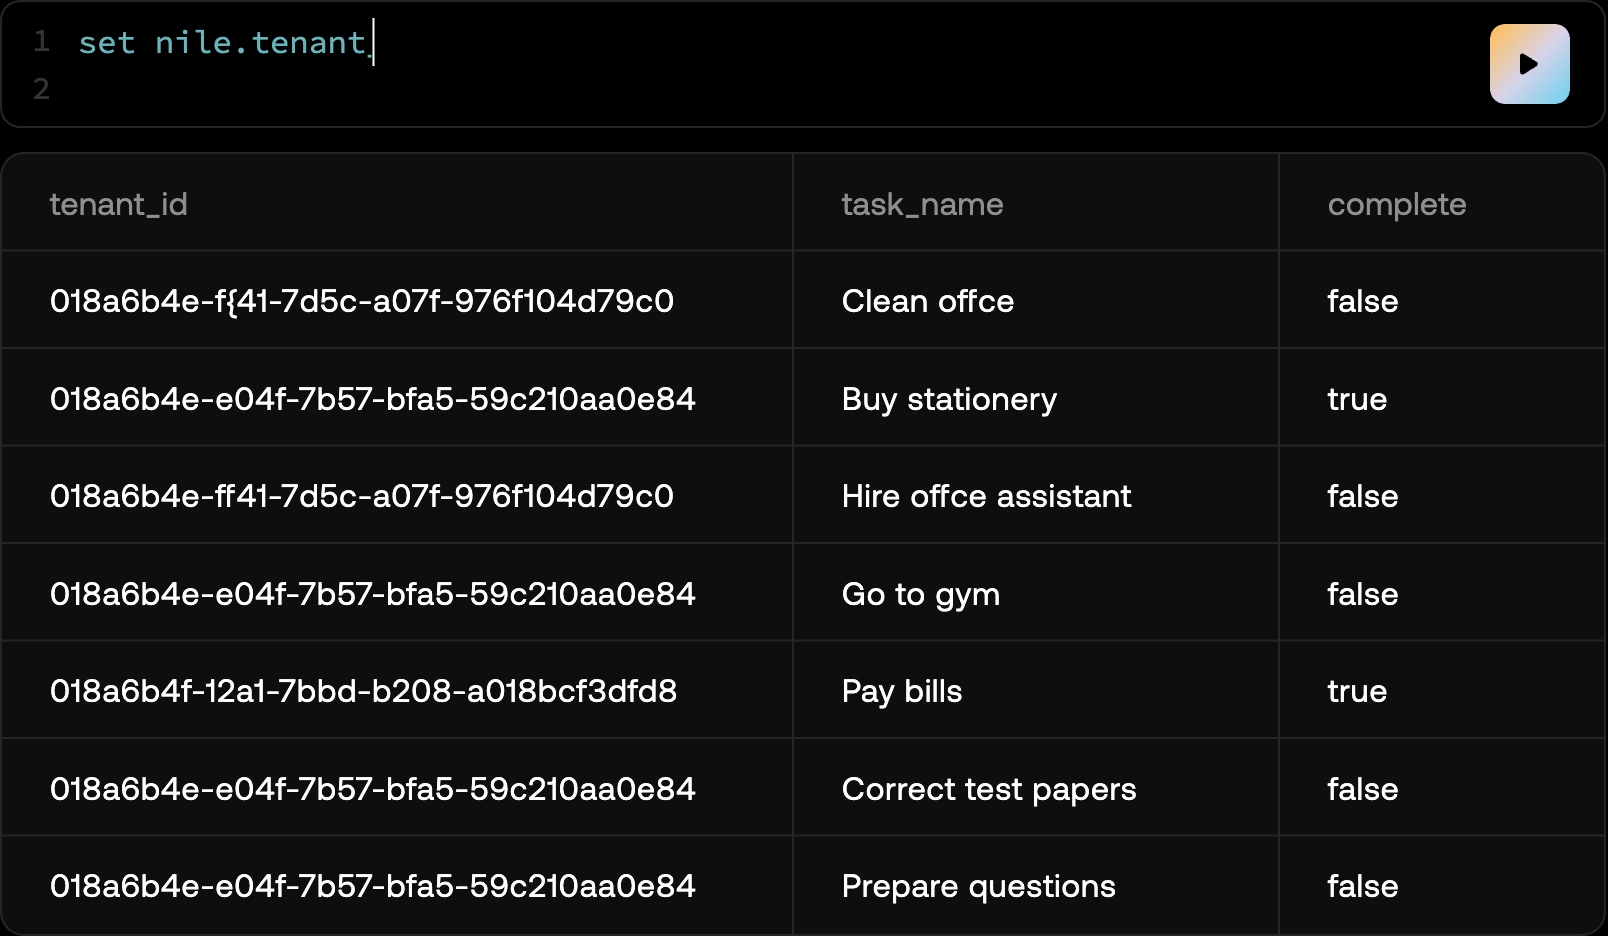 1 set nile.tenant_
2
tenant_id task_name complete
018a6b4e-f{41-7d5c-a07f-976f104d79c0 Clean offce false
018a6b4e-e04f-7b57-bfa5-59c210aa0e84 Buy stationery true
018a6b4e-ff41-7d5c-a07f-976f104d79c0 Hire offce assistant false
018a6b4e-e04f-7b57-bfa5-59c210aa0e84 Go to gym false
018a6b4f-12a1-7bbd-b208-a018bcf3dfd8 Pay bills true
018a6b4e-e04f-7b57-bfa5-59c210aa0e84 Correct test papers false
018a6b4e-e04f-7b57-bfa5-59c210aa0e84 Prepare questions false